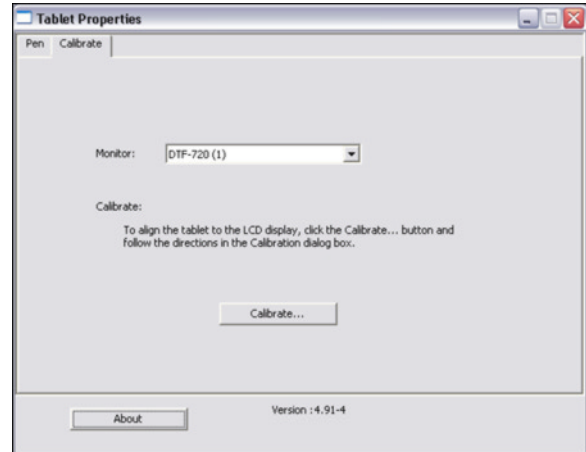 Tablet Properties
Pen Calibrate
Monitor: DTF-720 (1)
Calibrate:
To align the tablet to the LCD display, click the Calibrate... button and
follow the directions in the Calibration dialog box.
Calibrate...
About
Version :4.91-4